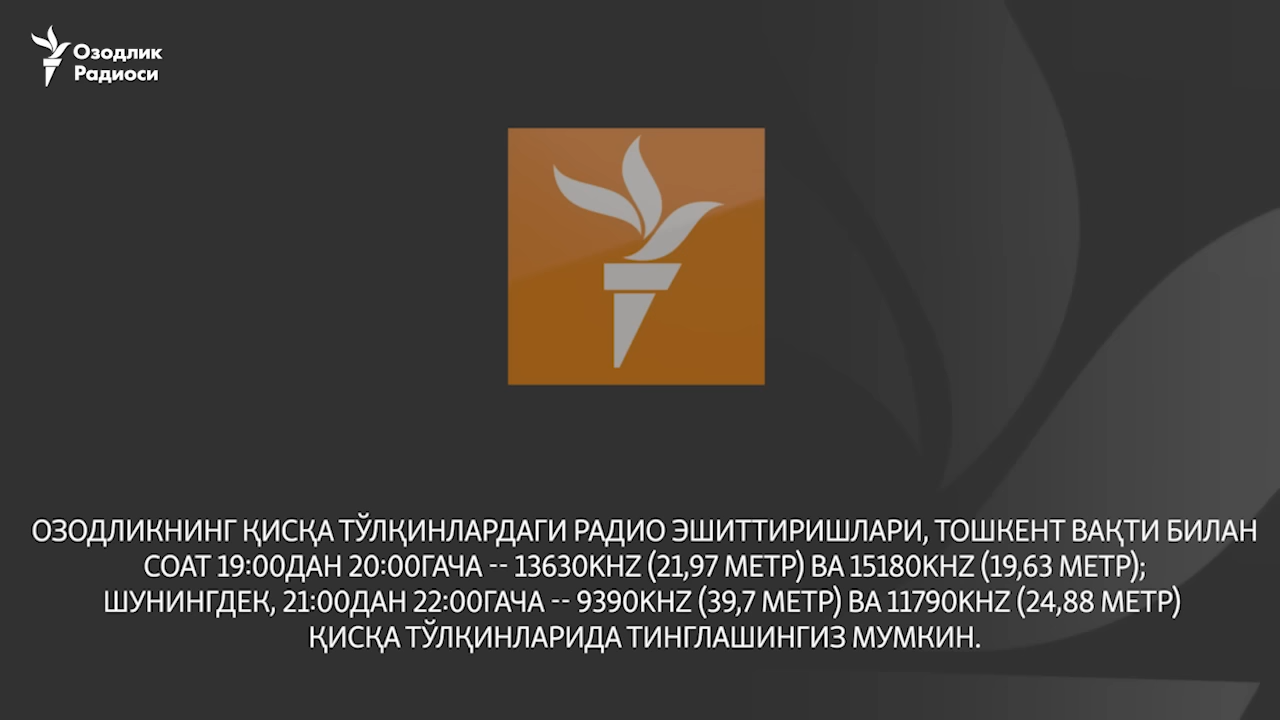 Озодлик
Радиоси
ОЗОДЛИКНИНГ ҚИСҚА ТЎЛҚИНЛАРДАГИ РАДИО ЭШИТТИРИШЛАРИ, ТОШКЕНТ ВАҚТИ БИЛАН
СОАТ 19:00ДАН 20:00ГАЧА -- 13630KHZ (21,97 МЕТР) ВА 15180KHZ (19,63 МЕТР);
ШУНИНГДЕК, 21:00ДАН 22:00ГАЧА -- 9390KHZ (39,7 МЕТР) ВА 11790KHZ (24,88 МЕТР)
ҚИСҚА ТЎЛҚИНЛАРИДА ТИНГЛАШИНГИЗ МУМКИН.